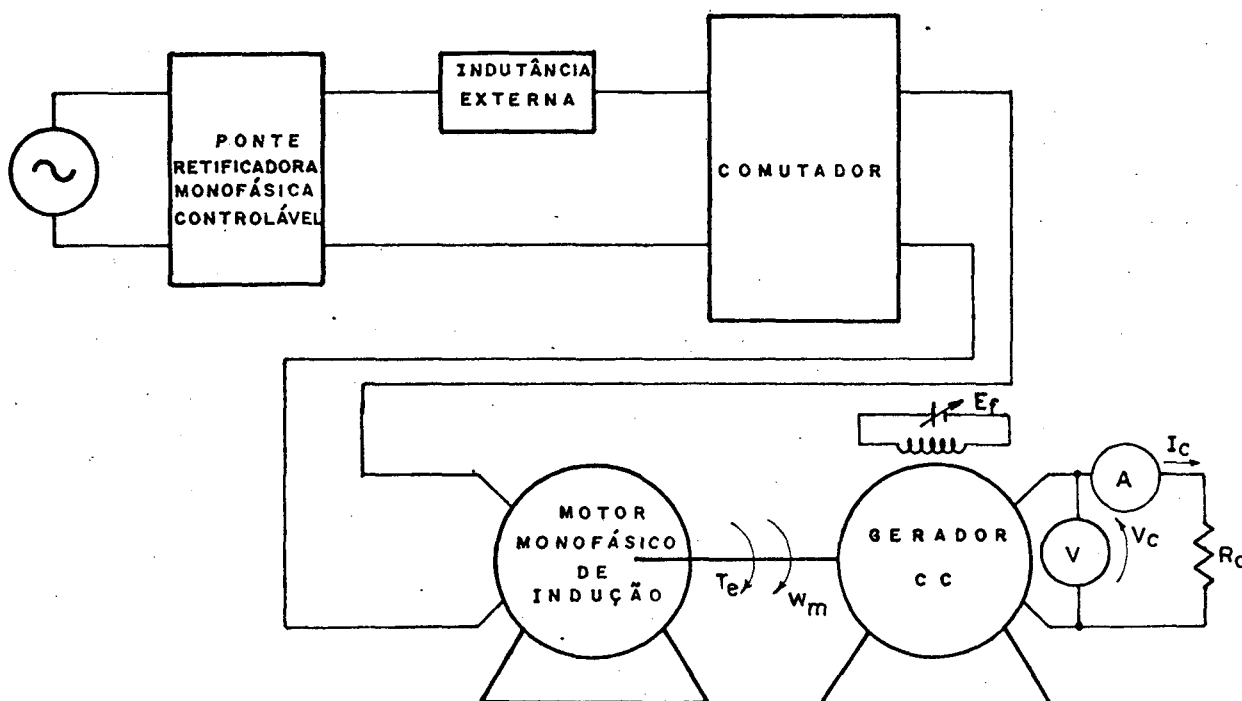 PONTE
RETIFICADORA
MONOFÁSICA
CONTROLÁVEL
INDUTÂNCIA
EXTERNA
COMUTADOR
MOTOR
MONOFÁSICO
DE
INDUÇÃO
Te
Wm
GERADOR
CC
Ef
A
Ic
V
Vc
Rc